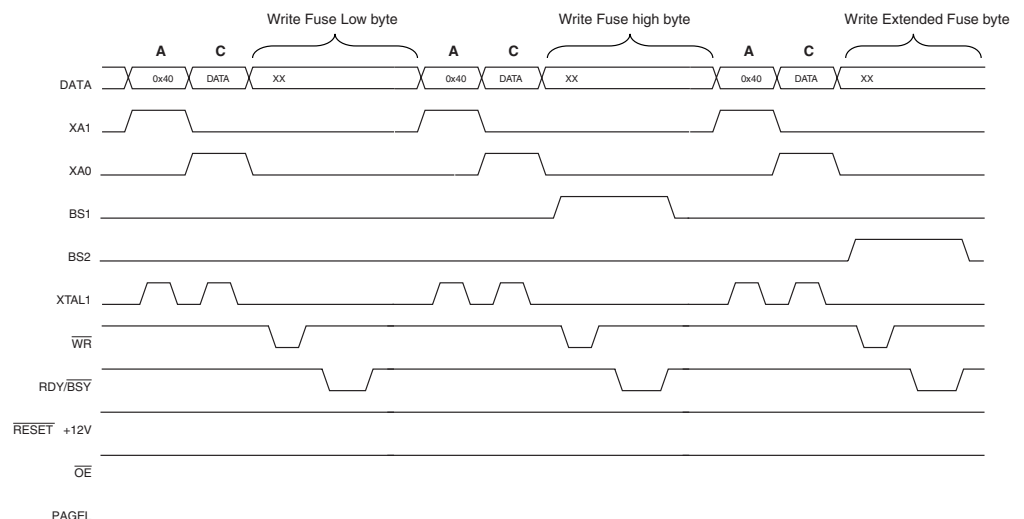 Write Fuse Low byte Write Fuse high byte Write Extended Fuse byte
A C A C A C
DATA 0x40 DATA XX 0x40 DATA XX 0x40 DATA XX
XA1
XA0
BS1
BS2
XTAL1
WR
RDY/BSY
RESET +12V
OE
PAGEL